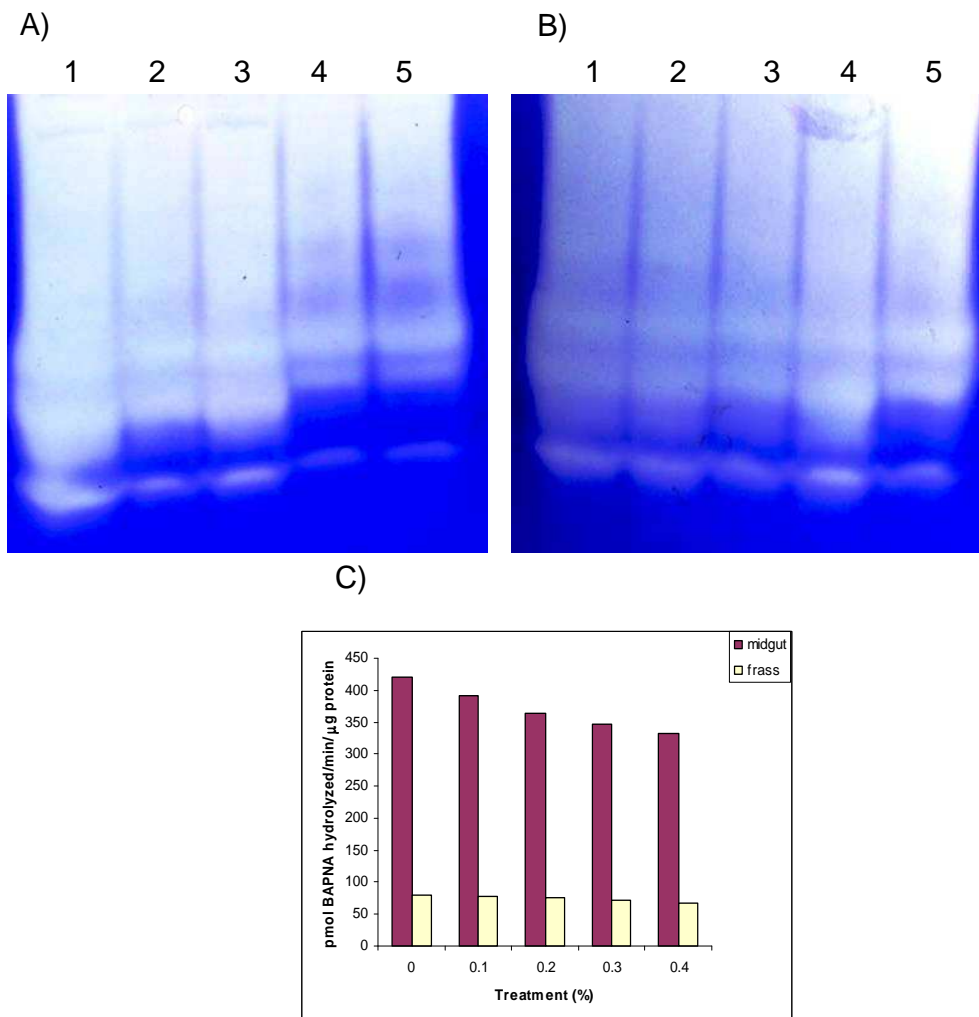 A)
B)
1 2 3 4 5
1 2 3 4 5
C)
midgut
frass
pmol BAPNA hydrolyzed/min/μg protein
450
400
350
300
250
200
150
100
50
0
0 0.1 0.2 0.3 0.4
Treatment (%)